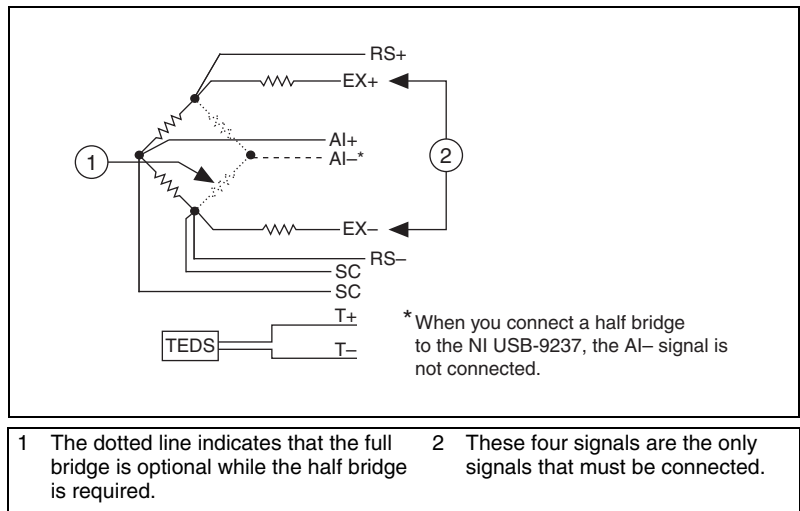 RS+
EX+
AI+
AI–*
1
2
EX–
RS–
SC
SC
T+
TEDS
T–
* When you connect a half bridge
to the NI USB-9237, the AI– signal is
not connected.
1 The dotted line indicates that the full
bridge is optional while the half bridge
is required.
2 These four signals are the only
signals that must be connected.